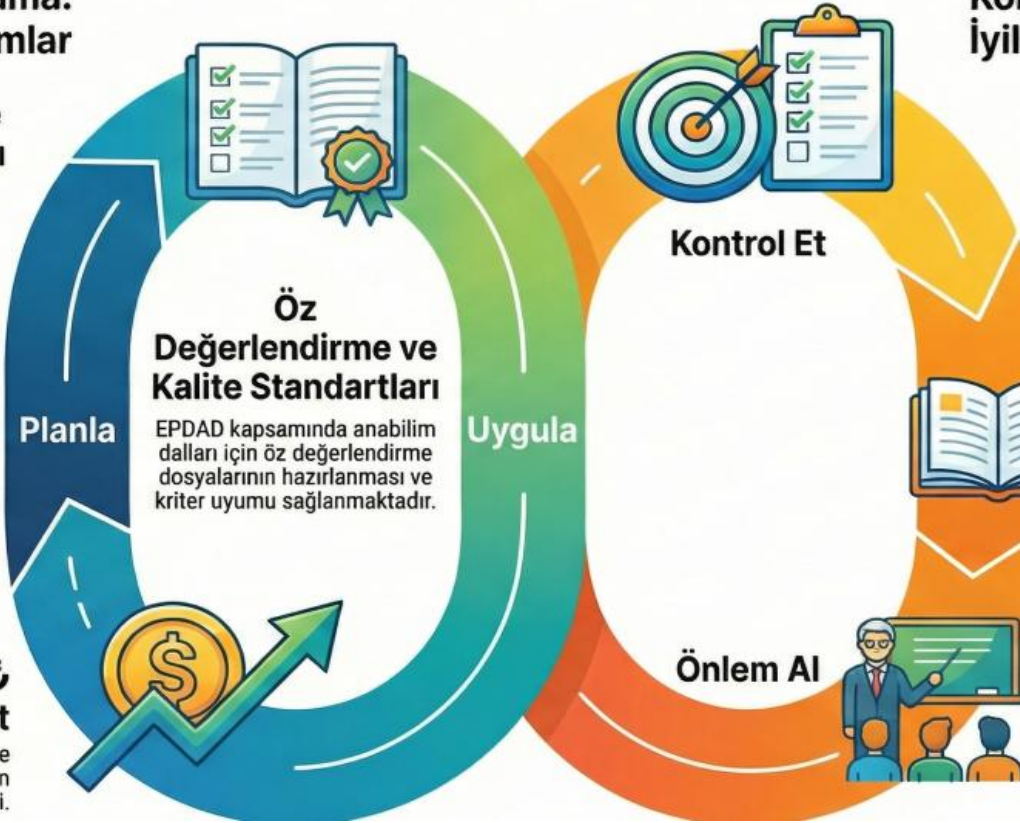 mlar
İyil
Kontrol Et
Öz
Değerlendirme ve
Kalite Standartları
Planla
EPDAD kapsamında anabilim
dalları için öz değerlendirme
dosyalarının hazırlanması ve
kriter uyumu sağlanmaktadır.
Uygula
Önlem Al
t
e
n
i.